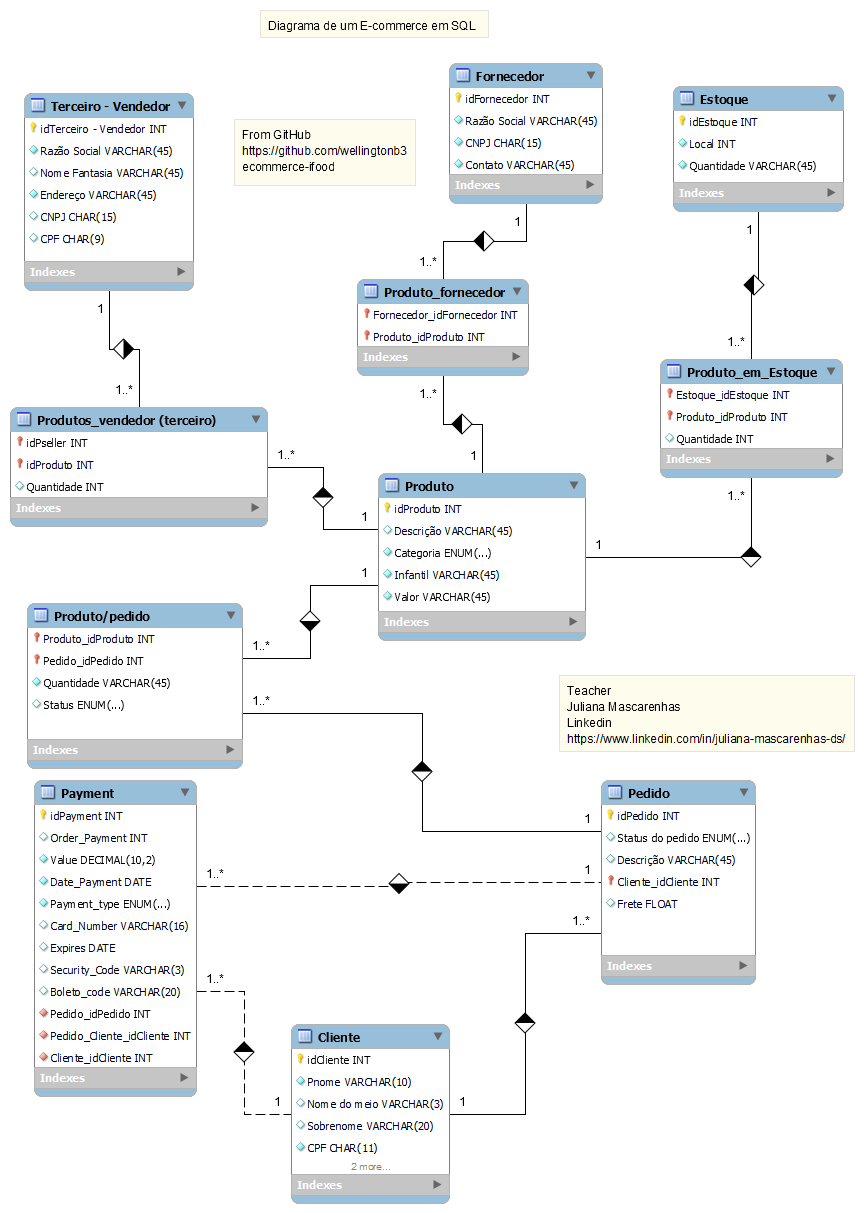 Diagrama de um E-commerce em SQL
Terceiro - Vendedor
idTerceiro - Vendedor INT
Razão Social VARCHAR(45)
Nome Fantasia VARCHAR(45)
Endereço VARCHAR(45)
CNPJ CHAR(15)
CPF CHAR(9)
Indexes
From GitHub
https://github.com/wellingtonb3
ecommerce-ifood
Fornecedor
idFornecedor INT
Razão Social VARCHAR(45)
CNPJ CHAR(15)
Contato VARCHAR(45)
Indexes
Estoque
idEstoque INT
Local INT
Quantidade VARCHAR(45)
Indexes
1
1..*
1
1..*
1
1..*
Produto_fornecedor
Fornecedor_idFornecedor INT
Produto_idProduto INT
Indexes
1..*
1
Produto_em_Estoque
Estoque_idEstoque INT
Produto_idProduto INT
Quantidade INT
Indexes
1..*
1
Produtos_vendedor (terceiro)
idPseller INT
idProduto INT
Quantidade INT
Indexes
1..*
1
Produto
idProduto INT
Descrição VARCHAR(45)
Categoria ENUM(...)
Infantil VARCHAR(45)
Valor VARCHAR(45)
Indexes
1
1..*
Produto/pedido
Produto_idProduto INT
Pedido_idPedido INT
Quantidade VARCHAR(45)
Status ENUM(...)
Indexes
1..*
1
Teacher
Juliana Mascarenhas
Linkedin
https://www.linkedin.com/in/juliana-mascarenhas-ds/
Payment
idPayment INT
Order_Payment INT
Value DECIMAL(10,2)
Date_Payment DATE
Payment_type ENUM(...)
Card_Number VARCHAR(16)
Expires DATE
Security_Code VARCHAR(3)
Boleto_code VARCHAR(20)
Pedido_idPedido INT
Pedido_Cliente_idCliente INT
Cliente_idCliente INT
Indexes
1..*
1
1..*
1
Pedido
idPedido INT
Status do pedido ENUM(...)
Descrição VARCHAR(45)
Cliente_idCliente INT
Frete FLOAT
Indexes
1..*
1
Cliente
idCliente INT
Pnome VARCHAR(10)
Nome do meio VARCHAR(3)
Sobrenome VARCHAR(20)
CPF CHAR(11)
2 more...
Indexes